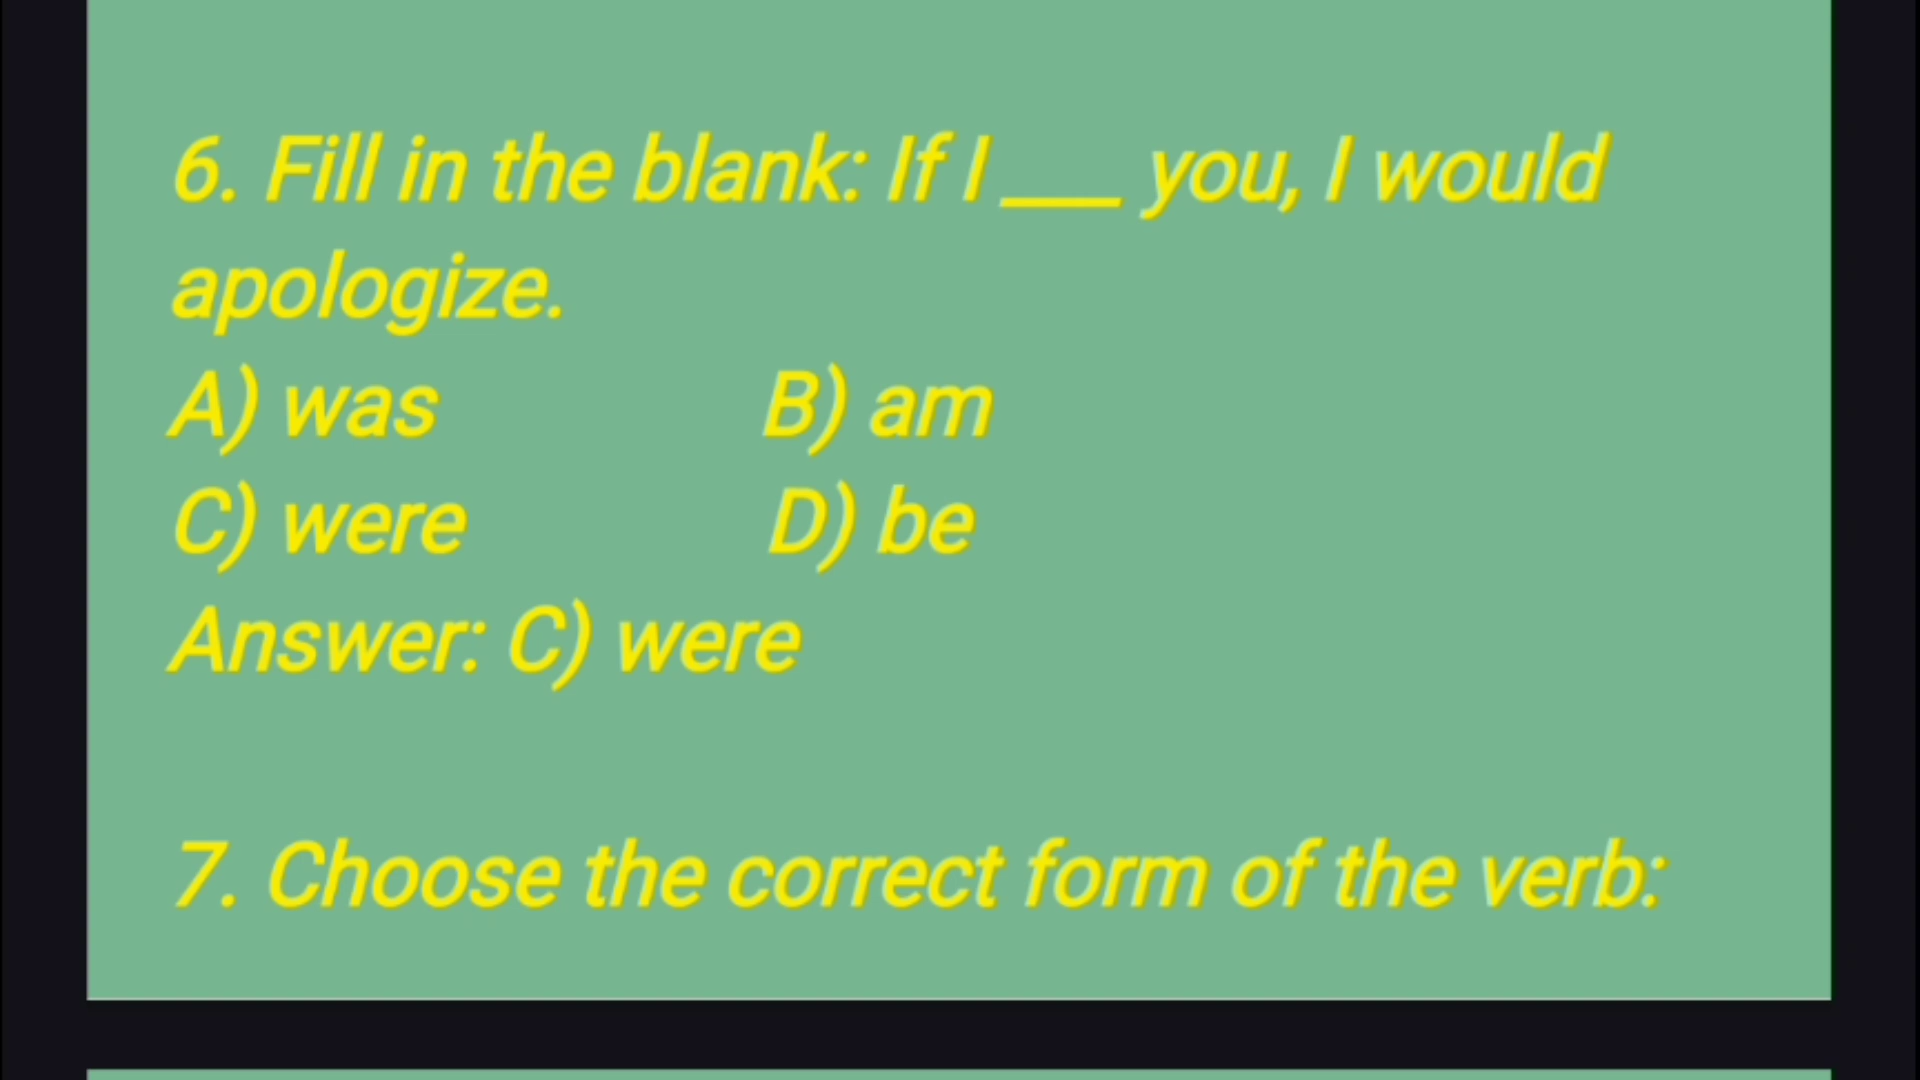 6. Fill in the blank: If I ___ you, I would
apologize.
A) was B) am
C) were D) be
Answer: C) were
7. Choose the correct form of the verb: